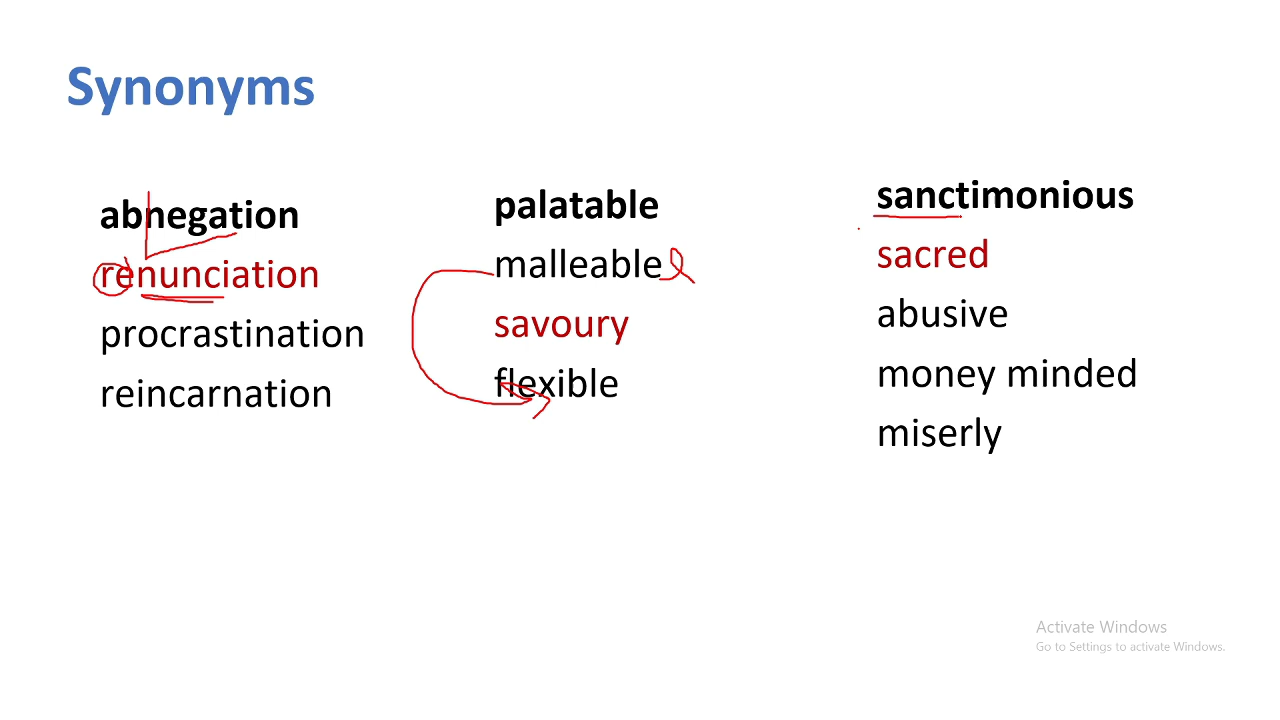 Synonyms
abnegation
renunciation
procrastination
reincarnation
palatable
malleable
savoury
flexible
sanctimonious
sacred
abusive
money minded
miserly
Activate Windows
Go to Settings to activate Windows.